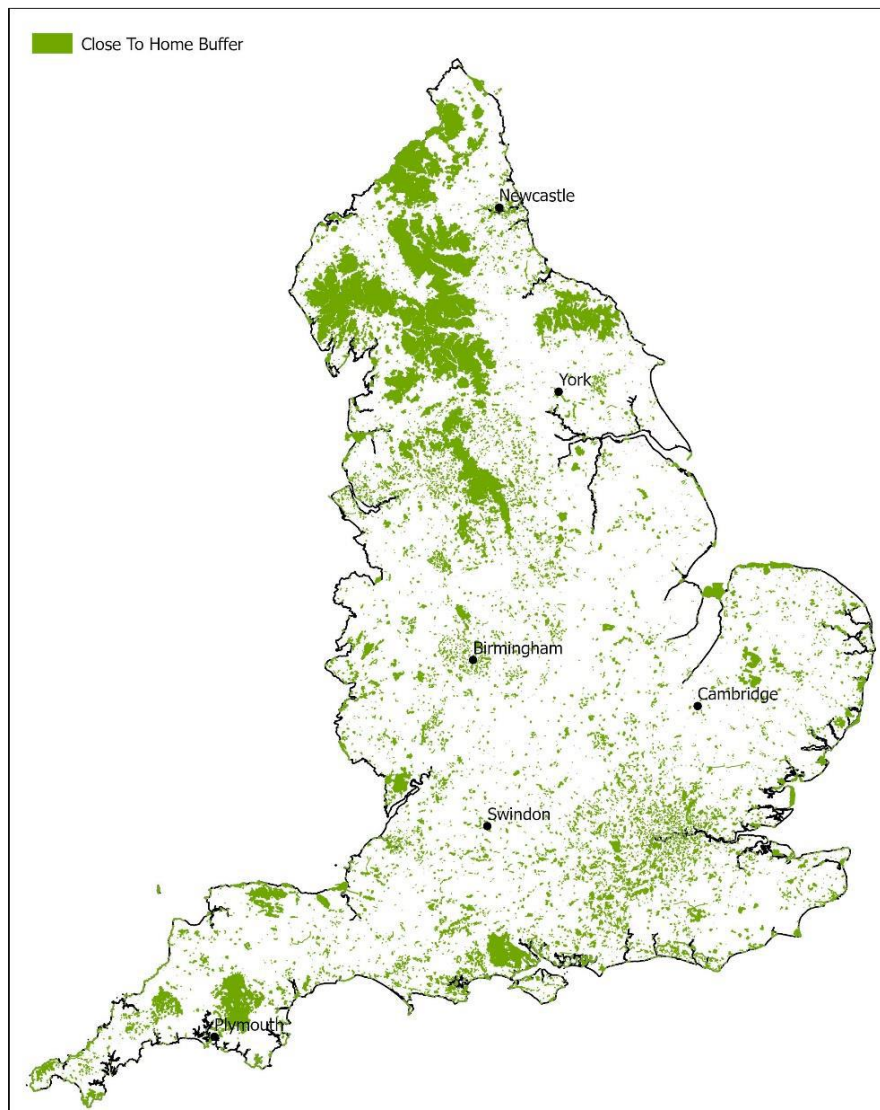 Close To Home Buffer
Newcastle
York
Birmingham
Cambridge
Swindon
Plymouth